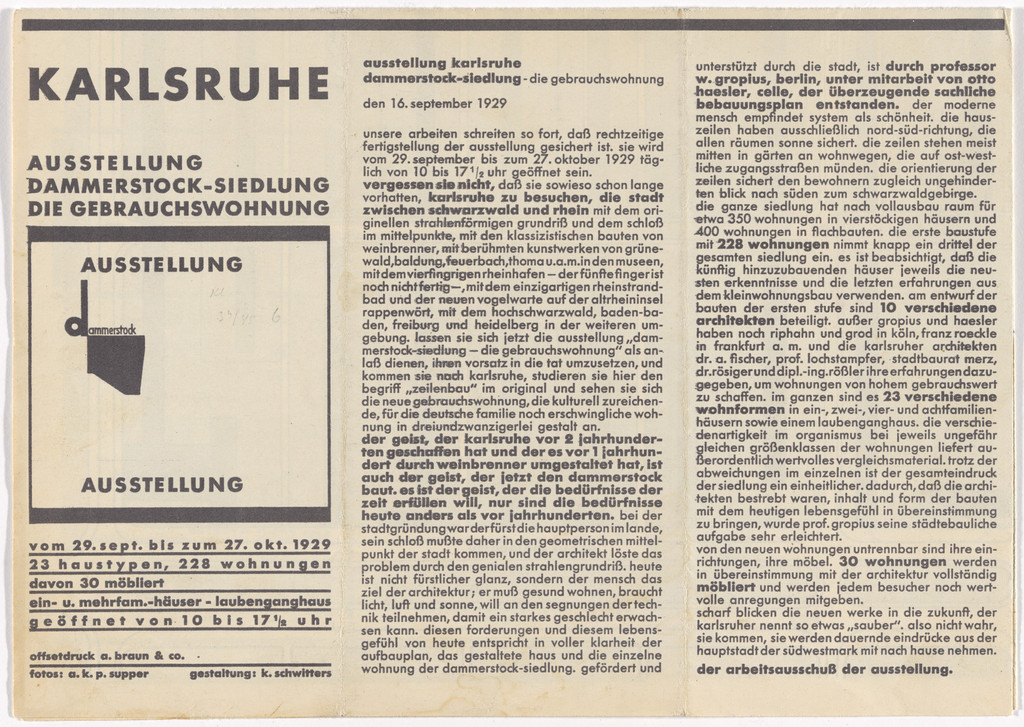 KARLSRUHE
AUSSTELLUNG
DAMMERSTOCK-SIEDLUNG
DIE GEBRAUCHSWOHNUNG
AUSSTELLUNG
dammerstock
AUSSTELLUNG
vom 29. sept. bis zum 27. okt. 1929
23 haustypen, 228 wohnungen
davon 30 möbliert
ein- u. mehrfam.-häuser - laubenganghaus
geöffnet von 10 bis 17½ uhr
offsetdruck a. braun & co.
fotos: a. k. p. supper gestaltung: k. schwitters
ausstellung karlsruhe
dammerstock-siedlung - die gebrauchswohnung
den 16. september 1929
unsere arbeiten schreiten so fort, daß rechtzeitige
fertigstellung der ausstellung gesichert ist. sie wird
vom 29. september bis zum 27. oktober 1929 täg-
lich von 10 bis 17½ uhr geöffnet sein.
vergessen sie nicht, daß sie sowieso schon lange
vorhatten, karlsruhe zu besuchen, die stadt
zwischen schwarzwald und rhein mit dem ori-
ginellen strahlenförmigen grundriß und dem schloß
im mittelpunkte, mit den klassizistischen bauten von
weinbrenner, mit berühmten kunstwerken von grüne-
wald, baldung, feuerbach, thoma u.a.m. in den museen,
mit dem vierfingrigen rheinhafen — der fünfte finger ist
noch nicht fertig —, mit dem einzigartigen rheinstrand-
bad und der neuen vogelwarte auf der altrheininsel
rappenwört, mit dem hochschwarzwald, baden-ba-
den, freiburg und heidelberg in der weiteren um-
gebung. lassen sie sich jetzt die ausstellung „dam-
merstock-siedlung — die gebrauchswohnung" als an-
laß dienen, ihren vorsatz in die tat umzusetzen, und
kommen sie nach karlsruhe, studieren sie hier den
begriff „zeilenbau" im original und sehen sie sich
die neue gebrauchswohnung, die kulturell zureichen-
de, für die deutsche familie noch erschwingliche woh-
nung in dreiundzwanzigerlei gestalt an.
der geist, der karlsruhe vor 2 jahrhunder-
ten geschaffen hat und der es vor 1 jahrhun-
dert durch weinbrenner umgestaltet hat, ist
auch der geist, der jetzt den dammerstock
baut. es ist der geist, der die bedürfnisse der
zeit erfüllen will, nur sind die bedürfnisse
heute anders als vor jahrhunderten. bei der
stadtgründung war der fürst die hauptperson im lande,
sein schloß mußte daher in den geometrischen mittel-
punkt der stadt kommen, und der architekt löste das
problem durch den genialen strahlengrundriß. heute
ist nicht fürstlicher glanz, sondern der mensch das
ziel der architektur; er muß gesund wohnen, braucht
licht, luft und sonne, will an den segnungen der tech-
nik teilnehmen, damit ein starkes geschlecht erwach-
sen kann. diesen forderungen und diesem lebens-
gefühl von heute entspricht in voller klarheit der
aufbauplan, das gestaltete haus und die einzelne
wohnung der dammerstock-siedlung. gefördert und
unterstützt durch die stadt, ist durch professor
w. gropius, berlin, unter mitarbeit von otto
haesler, celle, der überzeugende sachliche
bebauungsplan entstanden. der moderne
mensch empfindet system als schönheit. die haus-
zeilen haben ausschließlich nord-süd-richtung, die
allen räumen sonne sichert. die zeilen stehen meist
mitten in gärten an wohnwegen, die auf ost-west-
liche zugangsstraßen münden. die orientierung der
zeilen sichert den bewohnern zugleich ungehinder-
ten blick nach süden zum schwarzwaldgebirge.
die ganze siedlung hat nach vollausbau raum für
etwa 350 wohnungen in vierstöckigen häusern und
400 wohnungen in flachbauten. die erste baustufe
mit 228 wohnungen nimmt knapp ein drittel der
gesamten siedlung ein. es ist beabsichtigt, daß die
künftig hinzuzubauenden häuser jeweils die neu-
sten erkenntnisse und die letzten erfahrungen aus
dem kleinwohnungsbau verwenden. am entwurf der
bauten der ersten stufe sind 10 verschiedene
architekten beteiligt. außer gropius und haesler
haben noch riphahn und grod in köln, franz roeckle
in frankfurt a. m. und die karlsruher architekten
dr. a. fischer, prof. lochstampfer, stadtbaurat merz,
dr. rösiger und dipl.-ing. rößler ihre erfahrungen dazu-
gegeben, um wohnungen von hohem gebrauchswert
zu schaffen. im ganzen sind es 23 verschiedene
wohnformen in ein-, zwei-, vier- und achtfamilien-
häusern sowie einem laubenganghaus. die verschie-
denartigkeit im organismus bei jeweils ungefähr
gleichen größenklassen der wohnungen liefert au-
ßerordentlich wertvolles vergleichsmaterial. trotz der
abweichungen im einzelnen ist der gesamteindruck
der siedlung ein einheitlicher. dadurch, daß die archi-
tekten bestrebt waren, inhalt und form der bauten
mit dem heutigen lebensgefühl in übereinstimmung
zu bringen, wurde prof. gropius seine städtebauliche
aufgabe sehr erleichtert.
von den neuen wohnungen untrennbar sind ihre ein-
richtungen, ihre möbel. 30 wohnungen werden
in übereinstimmung mit der architektur vollständig
möbliert und werden jedem besucher noch wert-
volle anregungen mitgeben.
scharf blicken die neuen werke in die zukunft, der
karlsruher nennt so etwas „sauber". also nicht wahr,
sie kommen, sie werden dauernde eindrücke aus der
hauptstadt der südwestmark mit nach hause nehmen.
der arbeitsausschuß der ausstellung.